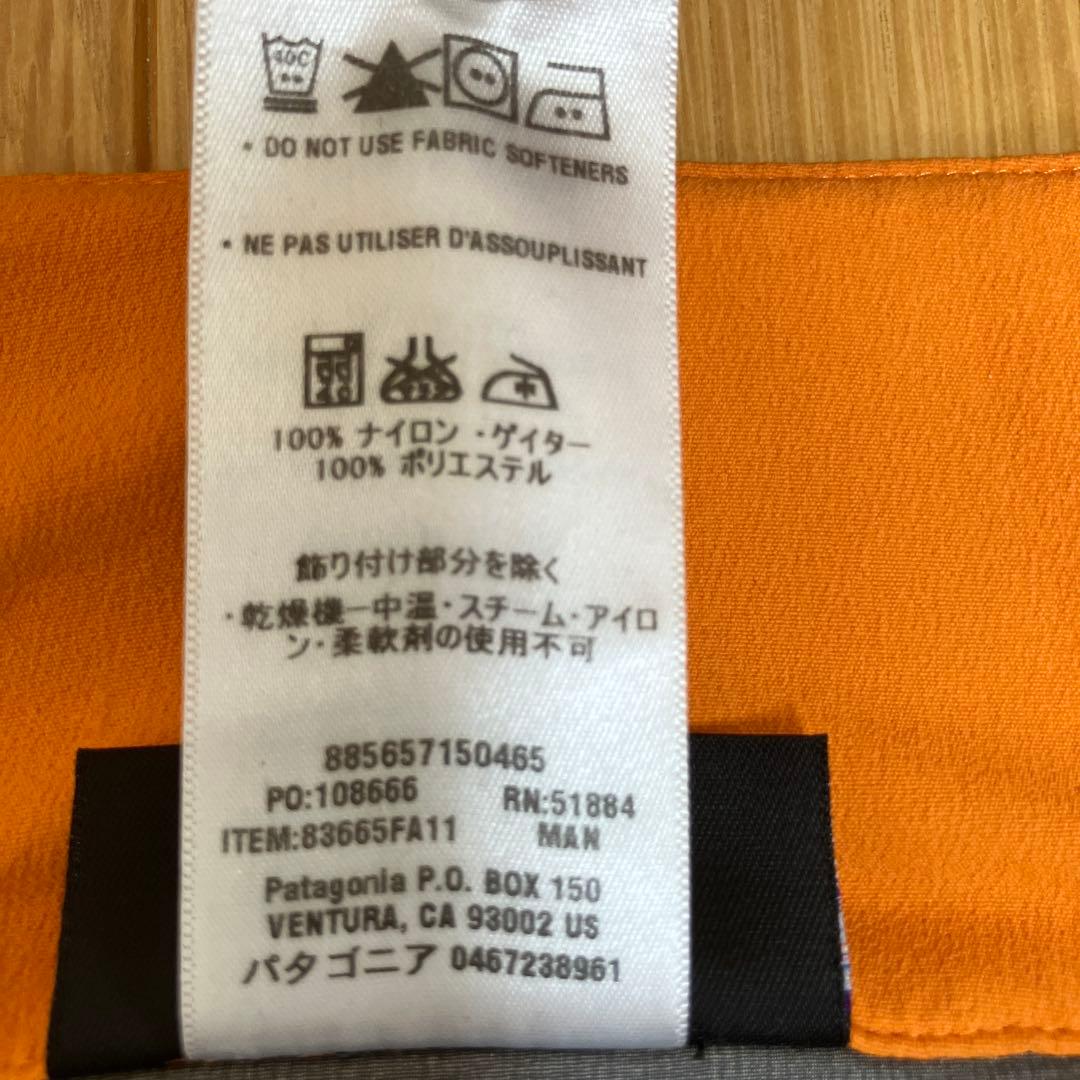 40C
• DO NOT USE FABRIC SOFTENERS
• NE PAS UTILISER D'ASSOUPLISSANT
40
中
100% ナイロン ・ゲイター
100% ポリエステル
飾り付け部分を除く
・乾燥機ー中温・スチーム・アイロ
ン・柔軟剤の使用不可
885657150465
PO:108666 RN:51884
ITEM:83665FA11 MAN
Patagonia P.O. BOX 150
VENTURA, CA 93002 US
パタゴニア 0467238961